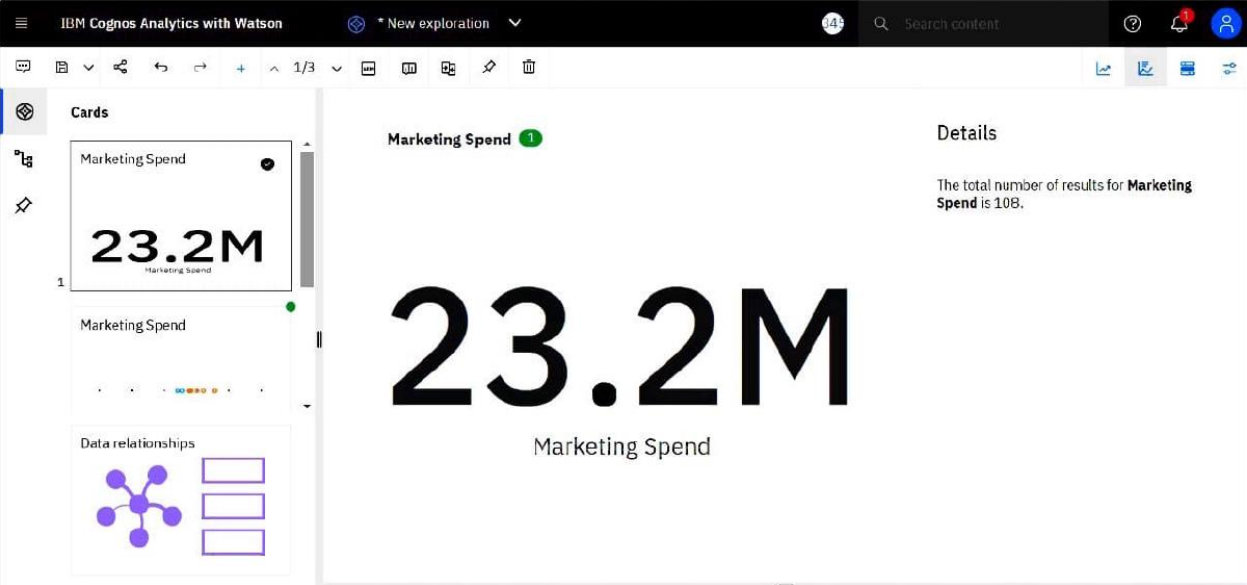 IBM Cognos Analytics with Watson
* New exploration
Search content
1
1/3
Cards
Marketing Spend
23.2M
Marketing Spend
1
Marketing Spend
Data relationships
Marketing Spend 1
23.2M
Marketing Spend
Details
The total number of results for Marketing
Spend is 108.